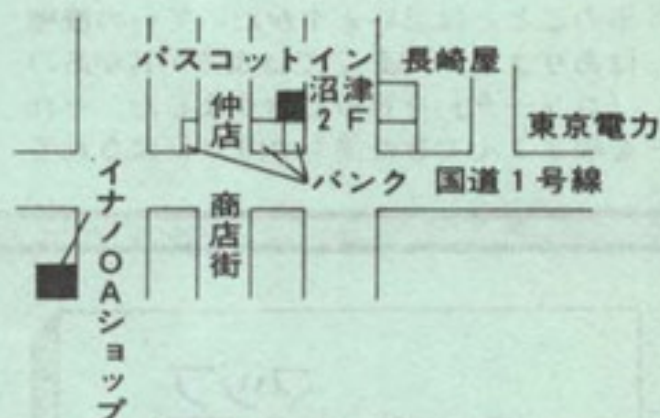 パスコットイン
沼津2F
長崎屋
仲店
東京電力
バンク
国道1号線
商店街
イナノOAショップ